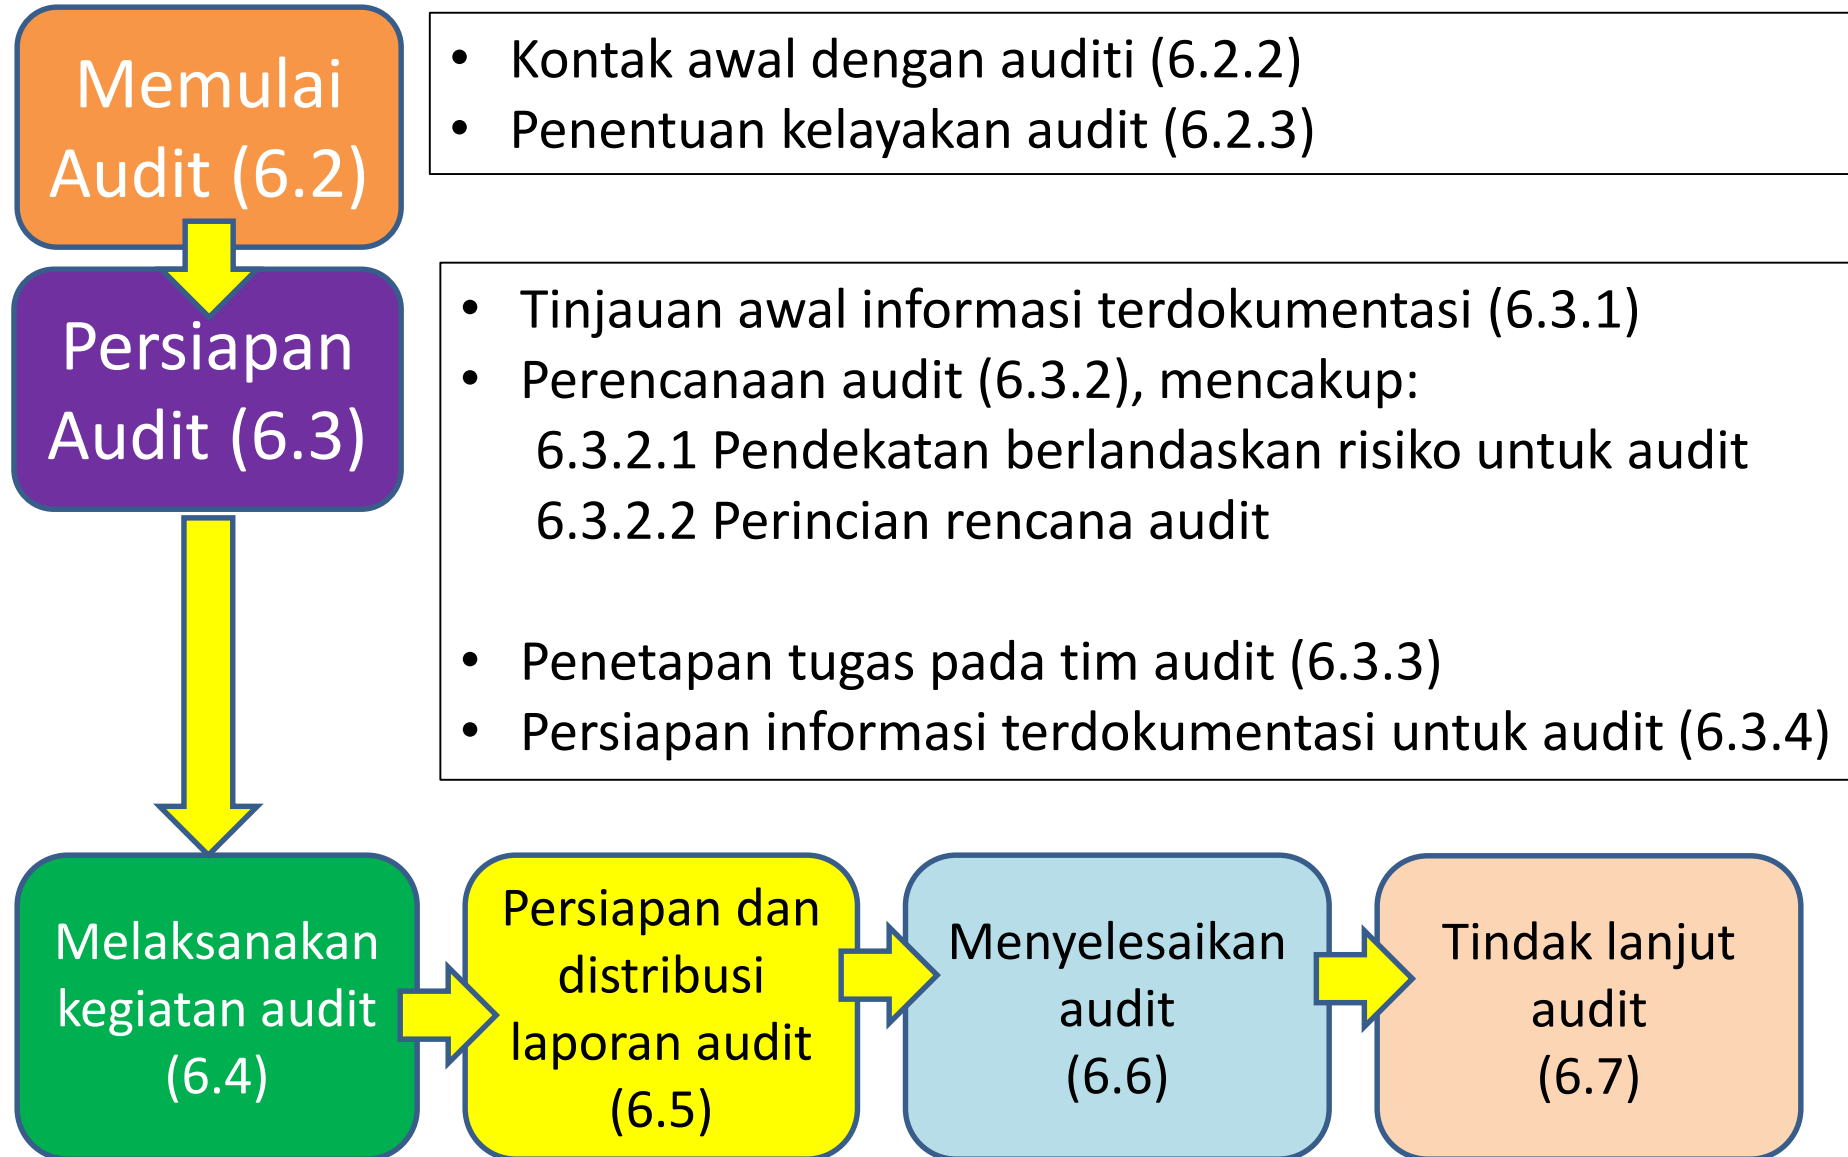 Memulai
Audit (6.2)
• Kontak awal dengan auditi (6.2.2)
• Penentuan kelayakan audit (6.2.3)
Persiapan
Audit (6.3)
• Tinjauan awal informasi terdokumentasi (6.3.1)
• Perencanaan audit (6.3.2), mencakup:
6.3.2.1 Pendekatan berlandaskan risiko untuk audit
6.3.2.2 Perincian rencana audit
• Penetapan tugas pada tim audit (6.3.3)
• Persiapan informasi terdokumentasi untuk audit (6.3.4)
Melaksanakan
kegiatan audit
(6.4)
Persiapan dan
distribusi
laporan audit
(6.5)
Menyelesaikan
audit
(6.6)
Tindak lanjut
audit
(6.7)